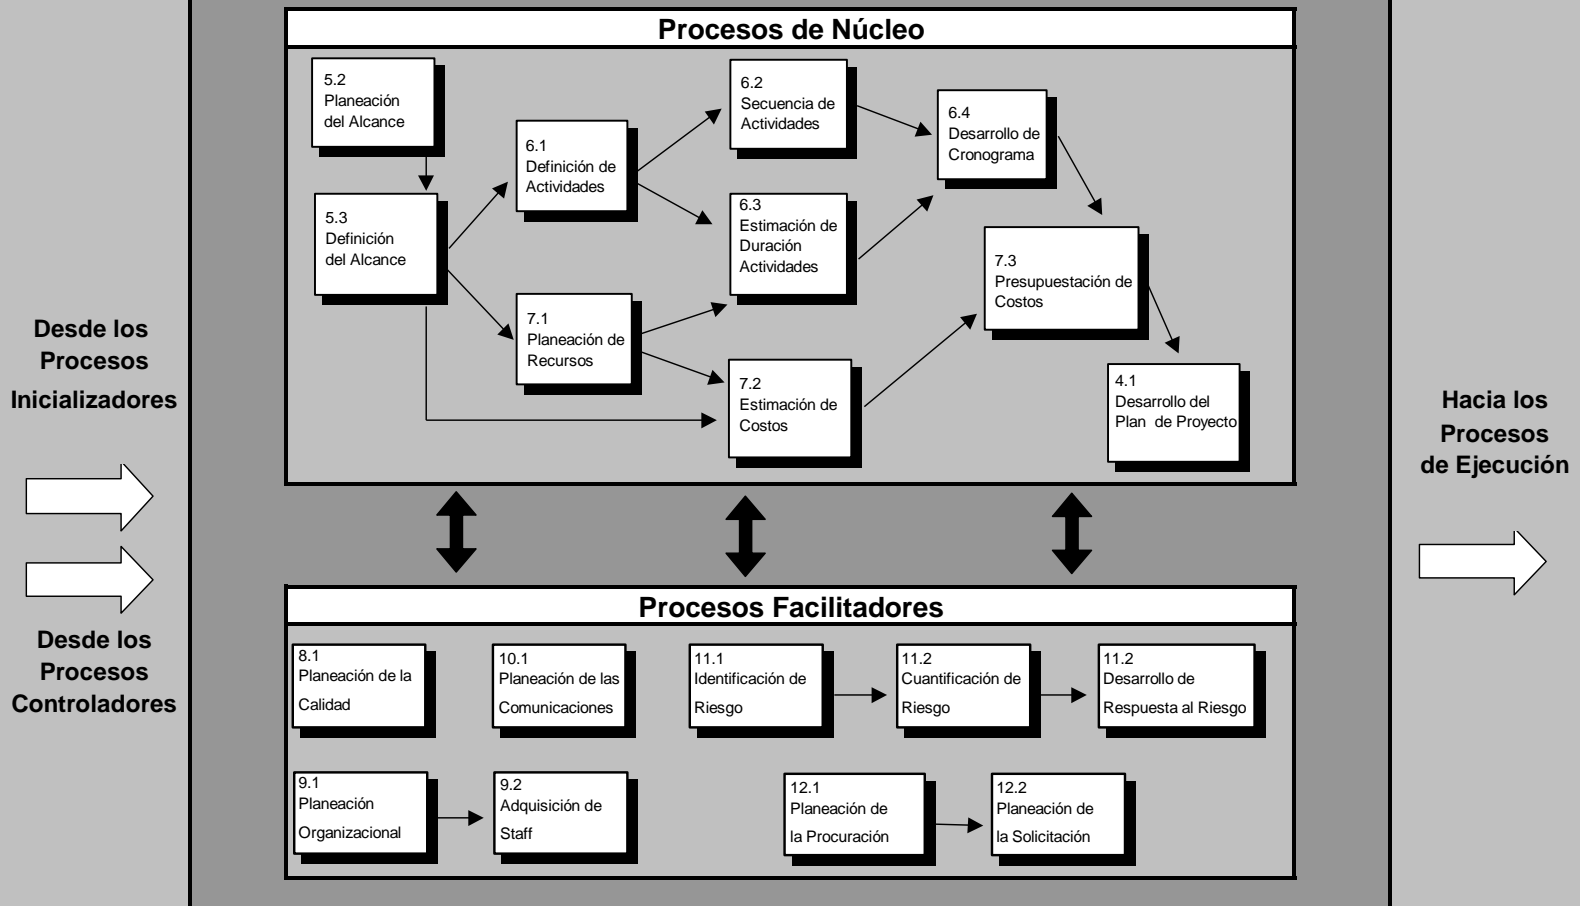 Procesos de Núcleo
5.2
Planeación
del Alcance
5.3
Definición
del Alcance
6.1
Definición de
Actividades
7.1
Planeación de
Recursos
6.2
Secuencia de
Actividades
6.3
Estimación de
Duración
Actividades
7.2
Estimación de
Costos
6.4
Desarrollo de
Cronograma
7.3
Presupuestación de
Costos
4.1
Desarrollo del
Plan de Proyecto
Desde los
Procesos
Inicializadores
Desde los
Procesos
Controladores
Hacia los
Procesos
de Ejecución
Procesos Facilitadores
8.1
Planeación de la
Calidad
10.1
Planeación de las
Comunicaciones
11.1
Identificación de
Riesgo
11.2
Cuantificación de
Riesgo
11.2
Desarrollo de
Respuesta al Riesgo
9.1
Planeación
Organizacional
9.2
Adquisición de
Staff
12.1
Planeación de
la Procuración
12.2
Planeación de
la Solicitación